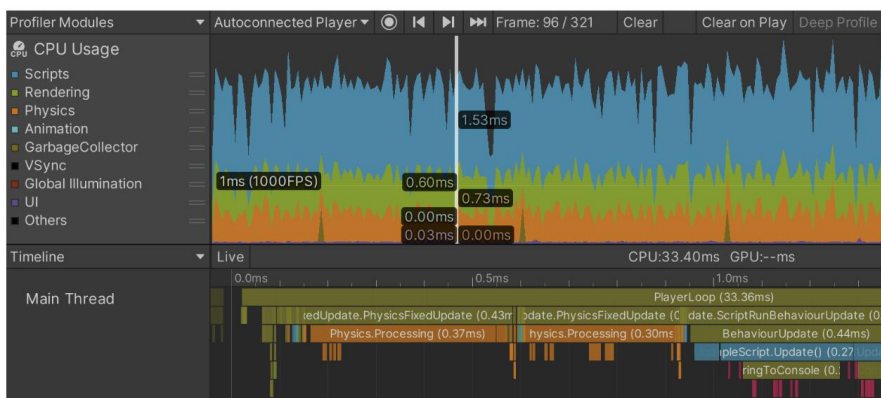 Profiler Modules Autoconnected Player Frame: 96 / 321 Clear Clear on Play Deep Profile
CPU Usage
CPU
Scripts
Rendering
Physics
Animation
GarbageCollector
VSync
Global Illumination
UI
Others
1.53ms
1ms (1000FPS) 0.60ms
0.73ms
0.00ms
0.03ms 0.00ms
Timeline Live CPU:33.40ms GPU:--ms
0.0ms 0.5ms 1.0ms
Main Thread
PlayerLoop (33.36ms)
edUpdate.PhysicsFixedUpdate (0.43m pdate.PhysicsFixedUpdate (0 date.ScriptRunBehaviourUpdate (0
Physics.Processing (0.37ms) hysics.Processing (0.30ms BehaviourUpdate (0.44ms)
pleScript.Update() (0.27 Upda
ringToConsole (0.